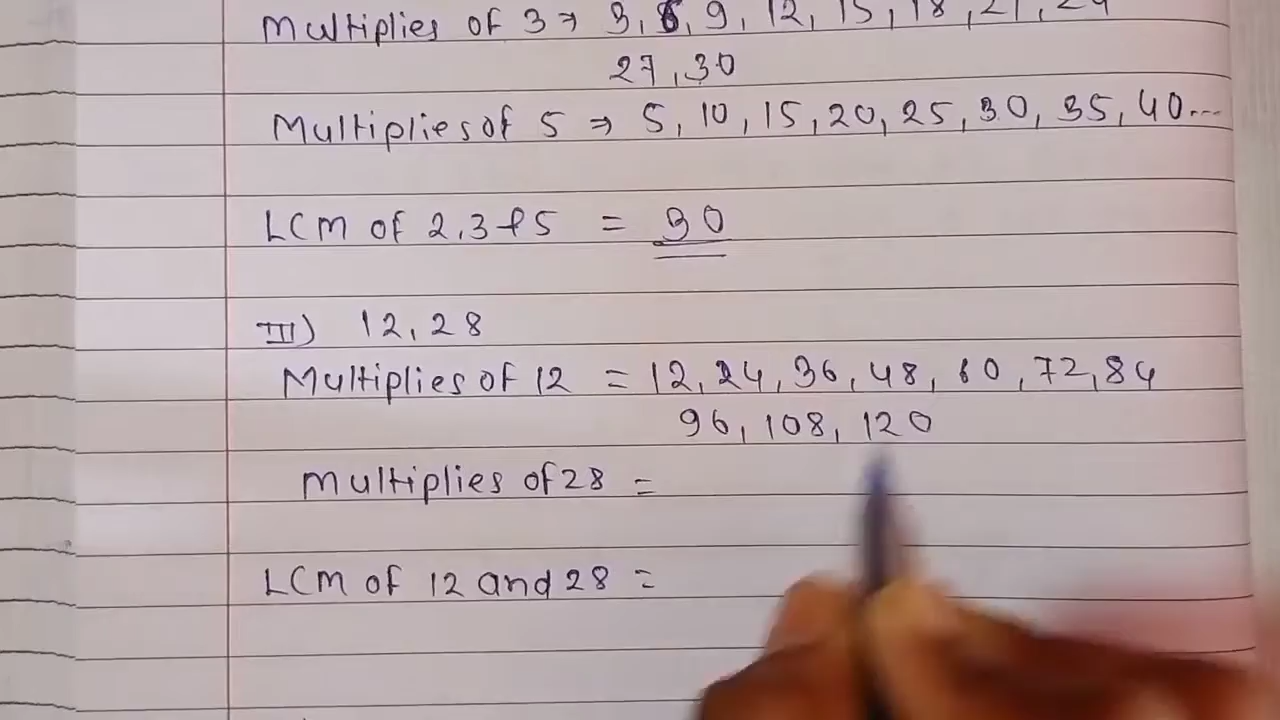 Multiplies of 3 ⇒ 3, 6, 9, 12, 15, 18, 21, 24
27, 30
Multiplies of 5 ⇒ 5, 10, 15, 20, 25, 30, 35, 40...
LCM of 2,3 & 5 = 30
III) 12, 28
Multiplies of 12 = 12, 24, 36, 48, 60, 72, 84
96, 108, 120
Multiplies of 28 =
LCM of 12 and 28 =